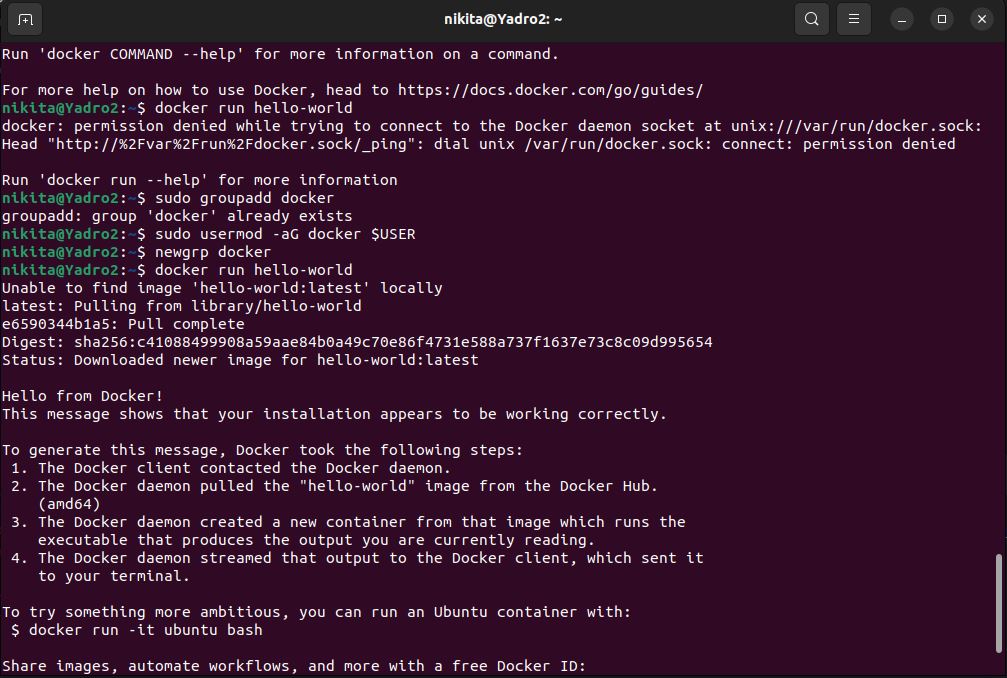 nikita@Yadro2: ~
Run 'docker COMMAND --help' for more information on a command.
For more help on how to use Docker, head to https://docs.docker.com/go/guides/
nikita@Yadro2:~$ docker run hello-world
docker: permission denied while trying to connect to the Docker daemon socket at unix:///var/run/docker.sock:
Head "http://%2Fvar%2Frun%2Fdocker.sock/_ping": dial unix /var/run/docker.sock: connect: permission denied
Run 'docker run --help' for more information
nikita@Yadro2:~$ sudo groupadd docker
groupadd: group 'docker' already exists
nikita@Yadro2:~$ sudo usermod -aG docker $USER
nikita@Yadro2:~$ newgrp docker
nikita@Yadro2:~$ docker run hello-world
Unable to find image 'hello-world:latest' locally
latest: Pulling from library/hello-world
e6590344b1a5: Pull complete
Digest: sha256:c41088499908a59aae84b0a49c70e86f4731e588a737f1637e73c8c09d995654
Status: Downloaded newer image for hello-world:latest
Hello from Docker!
This message shows that your installation appears to be working correctly.
To generate this message, Docker took the following steps:
1. The Docker client contacted the Docker daemon.
2. The Docker daemon pulled the "hello-world" image from the Docker Hub.
(amd64)
3. The Docker daemon created a new container from that image which runs the
executable that produces the output you are currently reading.
4. The Docker daemon streamed that output to the Docker client, which sent it
to your terminal.
To try something more ambitious, you can run an Ubuntu container with:
$ docker run -it ubuntu bash
Share images, automate workflows, and more with a free Docker ID: